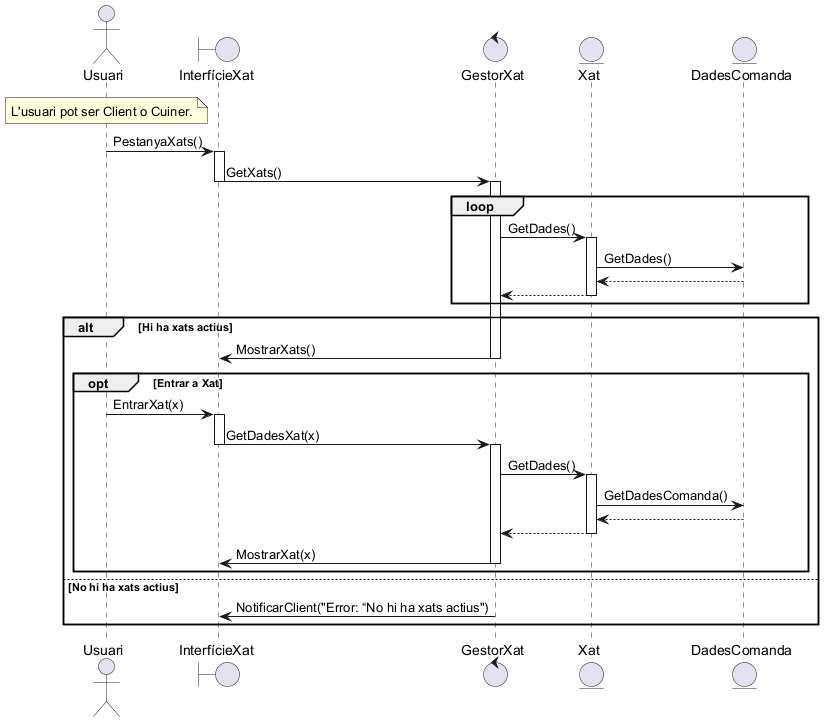 Usuari
InterfícieXat
GestorXat
Xat
DadesComanda
L'usuari pot ser Client o Cuiner.
PestanyaXats()
GetXats()
loop
GetDades()
GetDades()
alt [Hi ha xats actius]
MostrarXats()
opt [Entrar a Xat]
EntrarXat(x)
GetDadesXat(x)
GetDades()
GetDadesComanda()
MostrarXat(x)
[No hi ha xats actius]
NotificarClient("Error: “No hi ha xats actius")
Usuari
InterfícieXat
GestorXat
Xat
DadesComanda